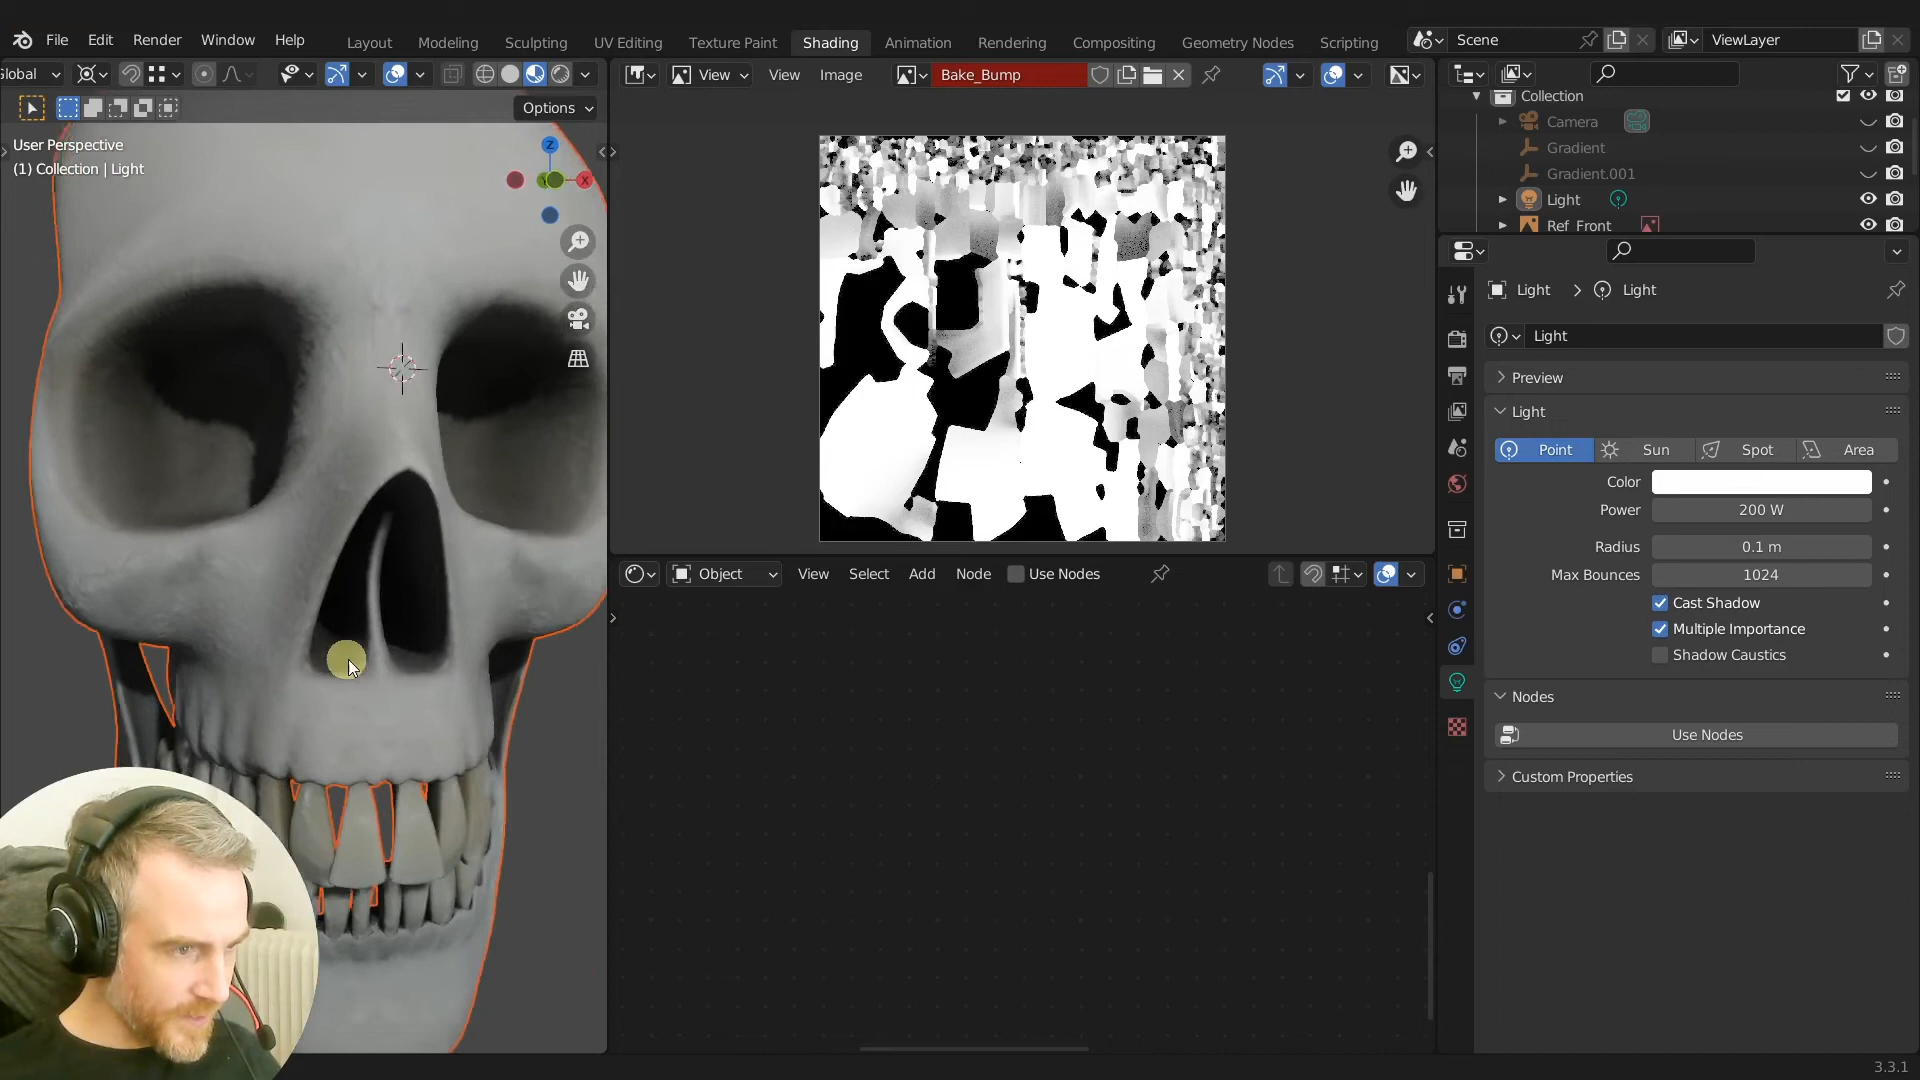 File Edit Render Window Help Layout Modeling Sculpting UV Editing Texture Paint Shading Animation Rendering Compositing Geometry Nodes Scripting Scene ViewLayer
lobal
View View Image Bake_Bump
Options
User Perspective
(1) Collection | Light
Z
X
Y
Collection
Camera
Gradient
Gradient.001
Light
Ref_Front
Light > Light
Light
Preview
Light
Point Sun Spot Area
Color
Power 200 W
Radius 0.1 m
Max Bounces 1024
Cast Shadow
Multiple Importance
Shadow Caustics
Nodes
Use Nodes
Custom Properties
Object View Select Add Node Use Nodes
3.3.1